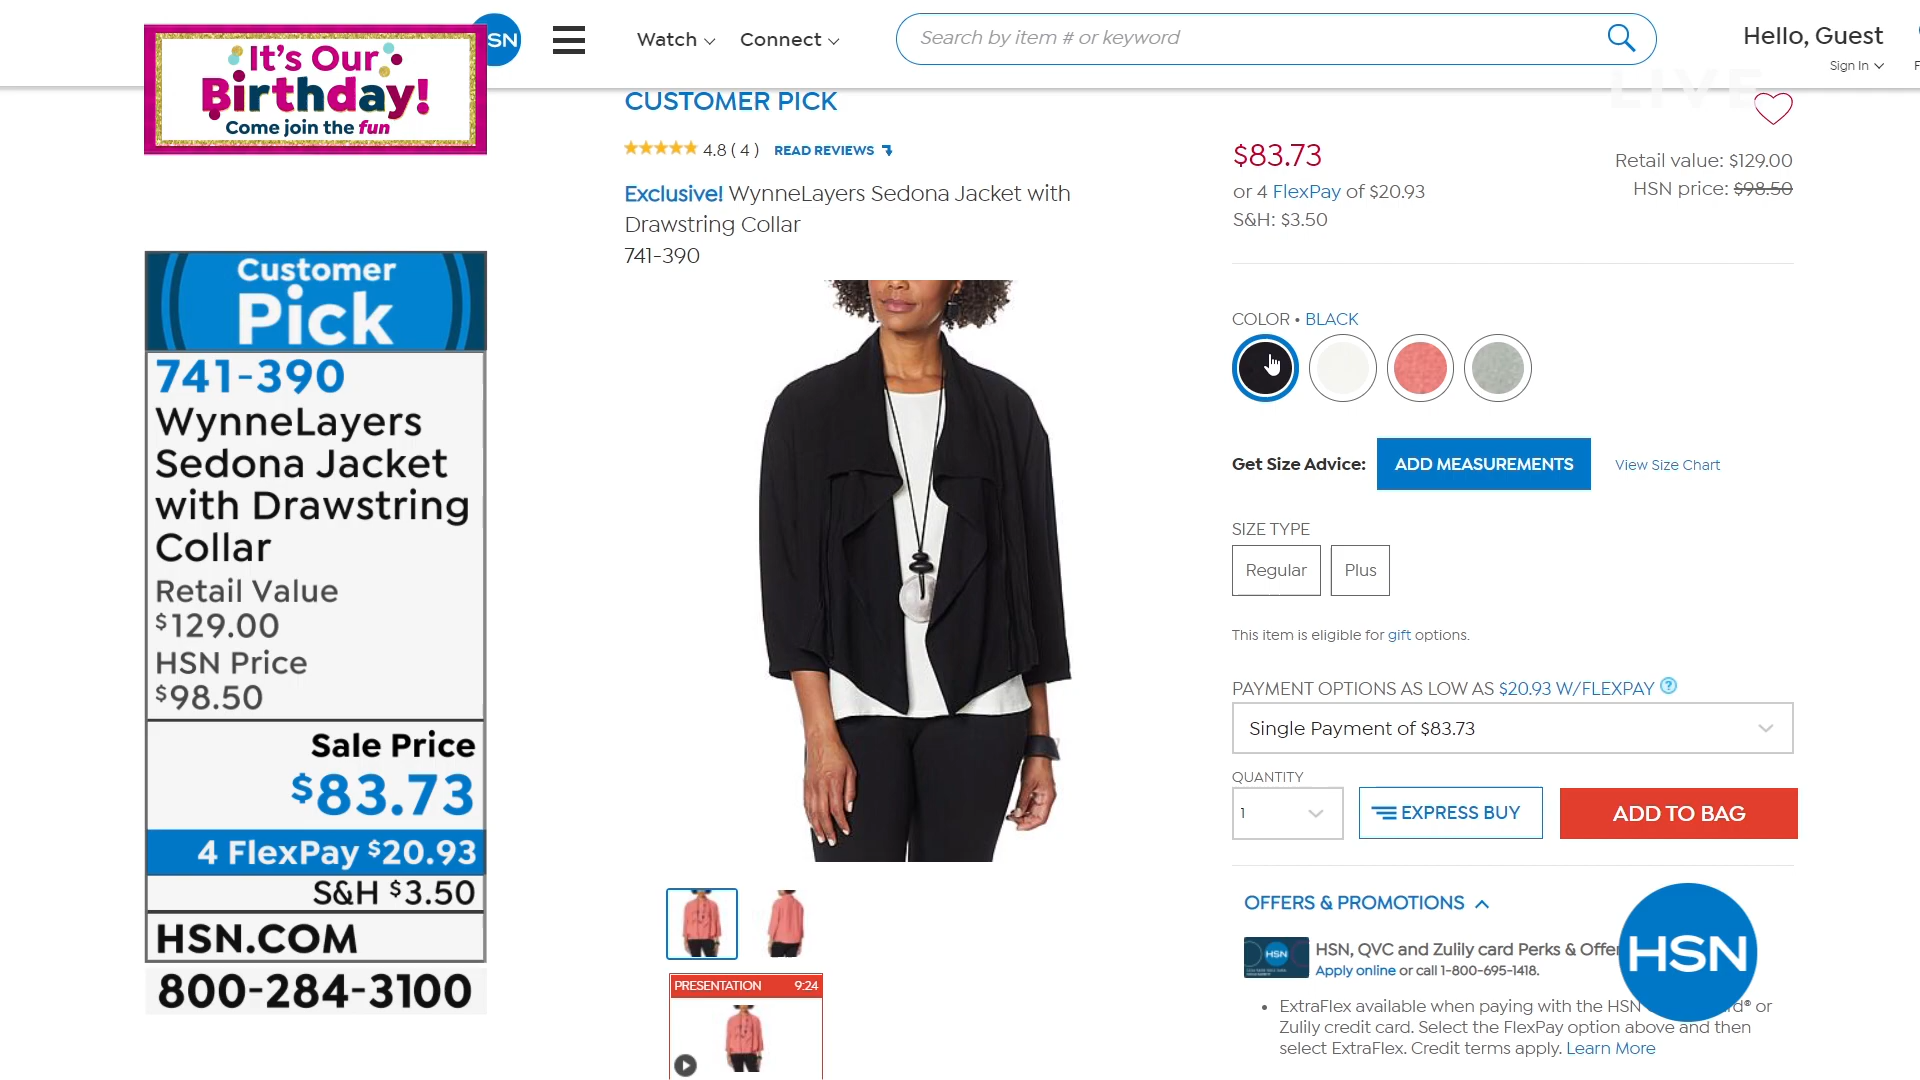 It's Our
Birthday!
Come join the fun
SN
Watch
Connect
Search by item # or keyword
Hello, Guest
Sign In
F
LIVE
CUSTOMER PICK
4.8 ( 4 ) READ REVIEWS
Exclusive! WynneLayers Sedona Jacket with
Drawstring Collar
741-390
$83.73
or 4 FlexPay of $20.93
S&H: $3.50
Retail value: $129.00
HSN price: $98.50
COLOR • BLACK
Get Size Advice:
ADD MEASUREMENTS
View Size Chart
SIZE TYPE
Regular
Plus
This item is eligible for gift options.
PAYMENT OPTIONS AS LOW AS $20.93 W/FLEXPAY ?
Single Payment of $83.73
QUANTITY
1
EXPRESS BUY
ADD TO BAG
OFFERS & PROMOTIONS
HSN
HSN, QVC and Zulily card Perks & Offer
Apply online or call 1-800-695-1418.
• ExtraFlex available when paying with the HSN d® or
Zulily credit card. Select the FlexPay option above and then
select ExtraFlex. Credit terms apply. Learn More
HSN
PRESENTATION 9:24
Customer
Pick
741-390
WynneLayers
Sedona Jacket
with Drawstring
Collar
Retail Value
$129.00
HSN Price
$98.50
Sale Price
$83.73
4 FlexPay $20.93
S&H $3.50
HSN.COM
800-284-3100